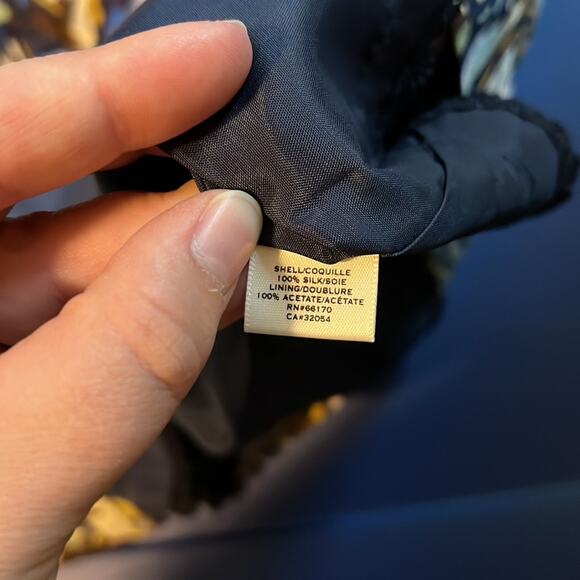 SHELL/COQUILLE
100% SILK/SOIE
LINING/DOUBLURE
100% ACETATE/ACÉTATE
RN#66170
CA#32054